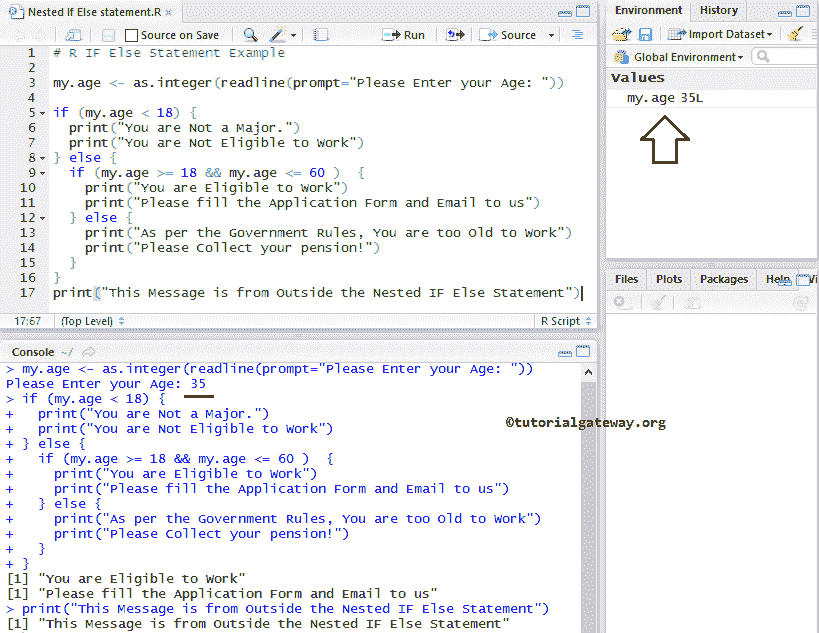 Nested If Else statement.R
Source on Save
Run
Source
1 # R IF Else Statement Example
2
3 my.age <- as.integer(readline(prompt="Please Enter your Age: "))
4
5 if (my.age < 18) {
6 print("You are Not a Major.")
7 print("You are Not Eligible to Work")
8 } else {
9 if (my.age >= 18 && my.age <= 60 )  {
10 print("You are Eligible to Work")
11 print("Please fill the Application Form and Email to us")
12 } else {
13 print("As per the Government Rules, You are too Old to Work")
14 print("Please Collect your pension!")
15 }
16 }
17 print("This Message is from Outside the Nested IF Else Statement")
17:67 (Top Level) R Script
Console ~/
> my.age <- as.integer(readline(prompt="Please Enter your Age: "))
Please Enter your Age: 35
> if (my.age < 18) {
+ print("You are Not a Major.")
+ print("You are Not Eligible to Work")
+ } else {
+ if (my.age >= 18 && my.age <= 60 )  {
+ print("You are Eligible to Work")
+ print("Please fill the Application Form and Email to us")
+ } else {
+ print("As per the Government Rules, You are too Old to Work")
+ print("Please Collect your pension!")
+ }
+ }
[1] "You are Eligible to Work"
[1] "Please fill the Application Form and Email to us"
> print("This Message is from Outside the Nested IF Else Statement")
[1] "This Message is from Outside the Nested IF Else Statement"
Environment History
Import Dataset
Global Environment
Values
my.age 35L
Files Plots Packages Help
©tutorialgateway.org